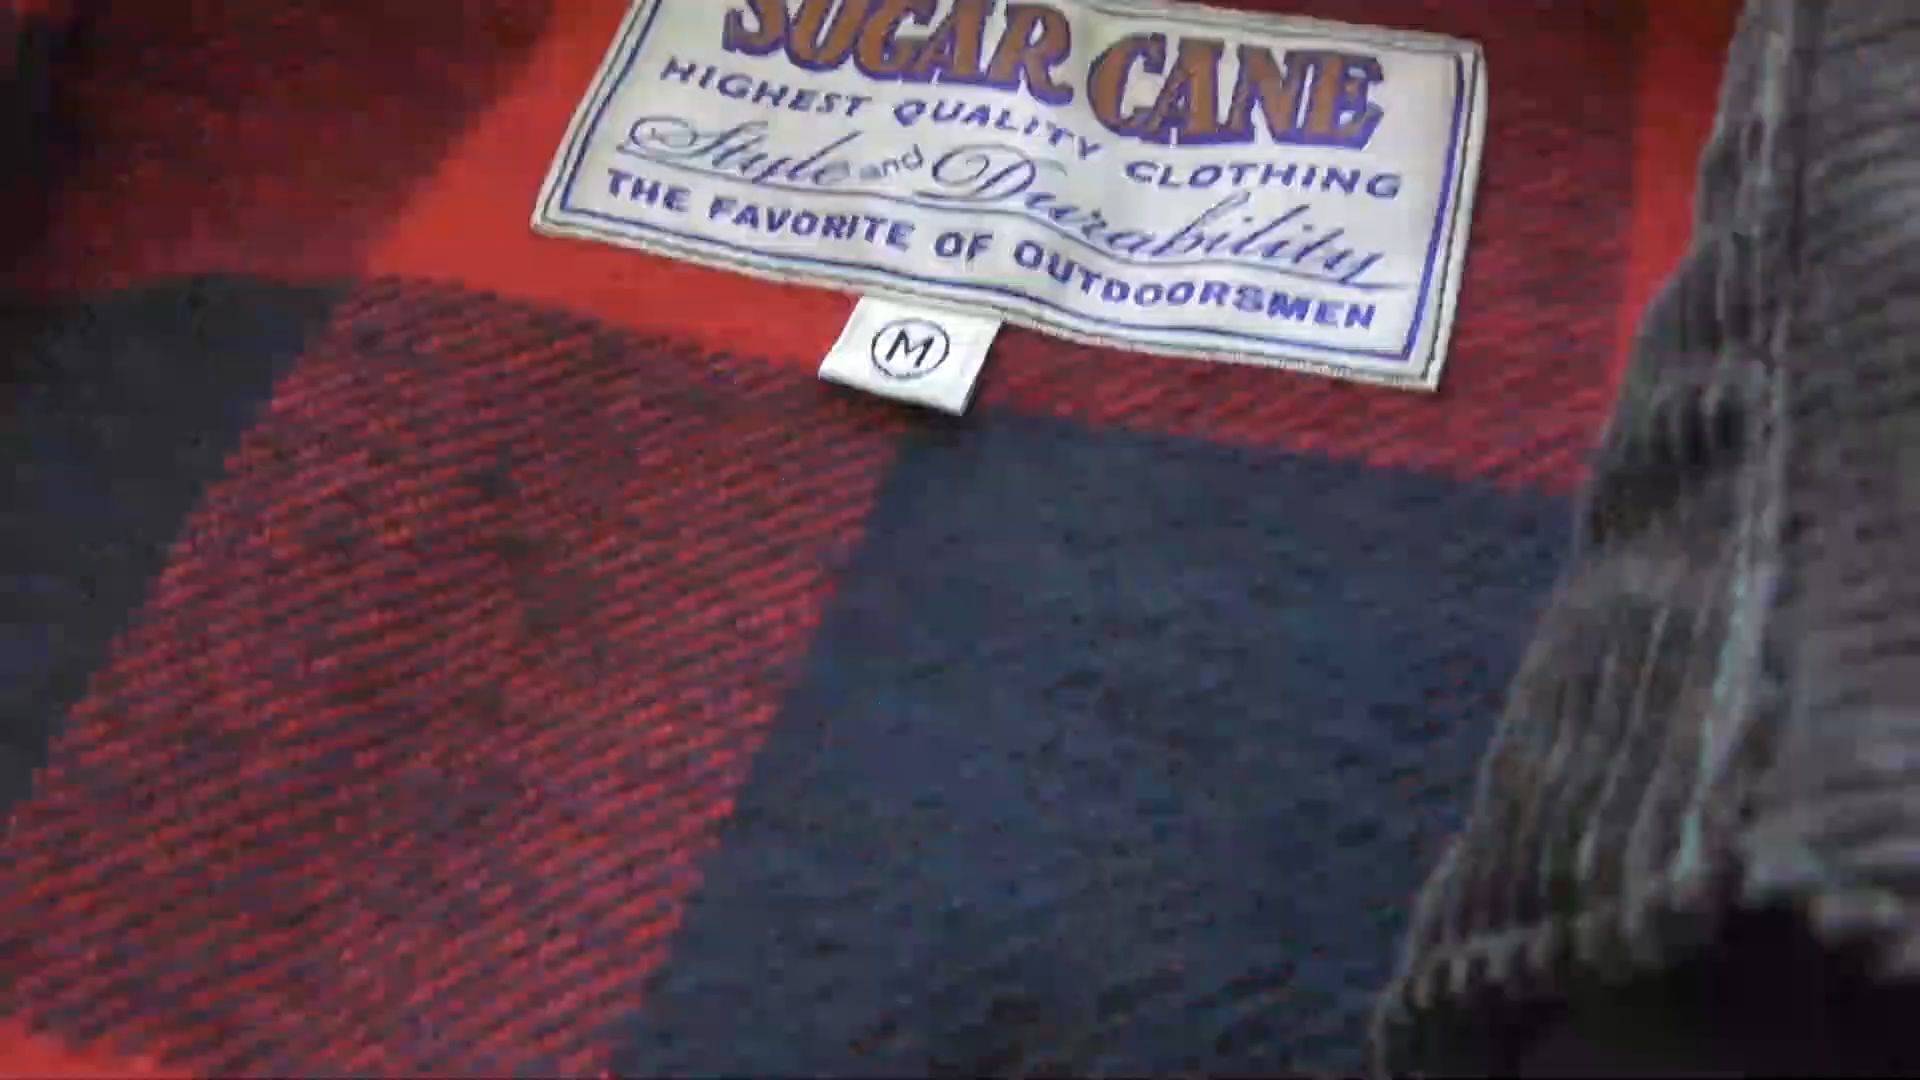 SUGAR CANE
HIGHEST QUALITY CLOTHING
Style and Durability
THE FAVORITE OF OUTDOORSMEN
M